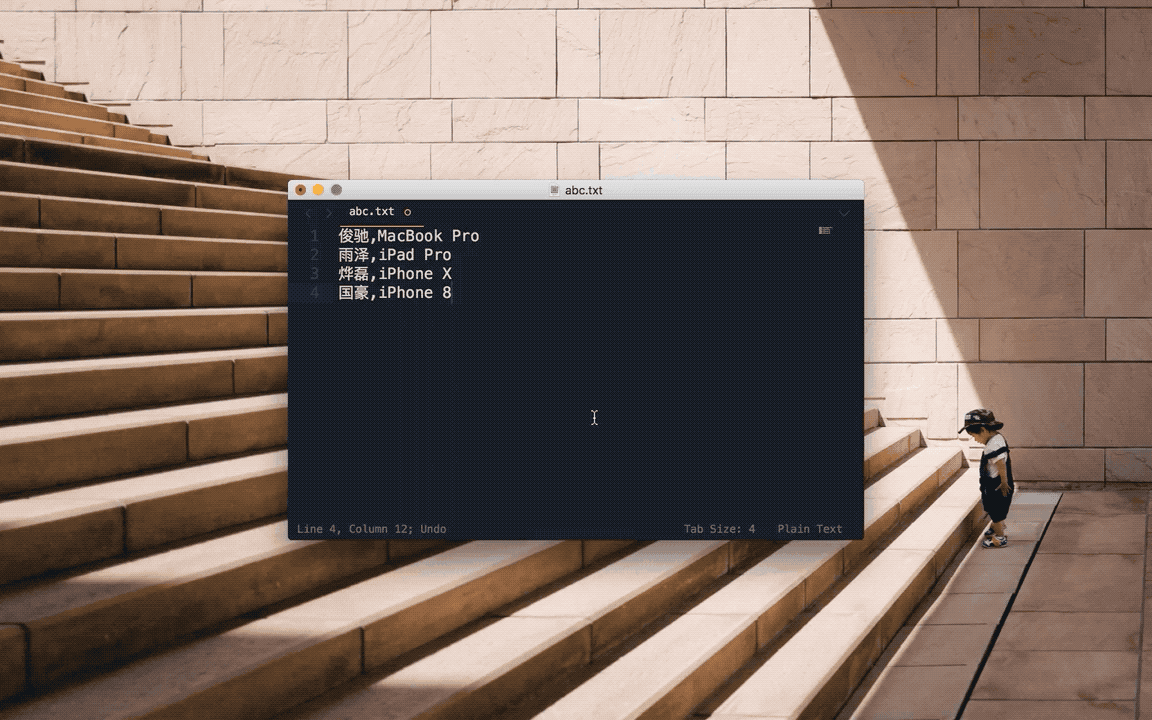 abc.txt
abc.txt
1 俊驰,MacBook Pro
2 雨泽,iPad Pro
3 烨磊,iPhone X
4 国豪,iPhone 8
Line 4, Column 12; Undo Tab Size: 4 Plain Text